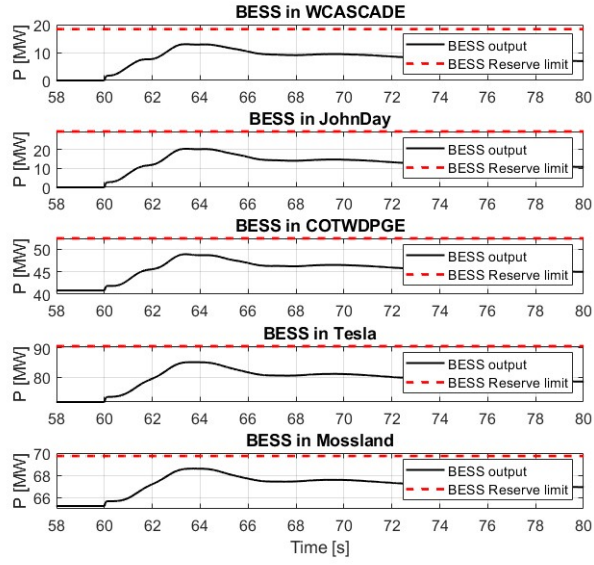 BESS in WCASCADE
20
10
0
P [MW]
BESS output
BESS Reserve limit
58 60 62 64 66 68 70 72 74 76 78 80
BESS in JohnDay
20
10
0
P [MW]
BESS output
BESS Reserve limit
58 60 62 64 66 68 70 72 74 76 78 80
BESS in COTWDPGE
50
45
40
P [MW]
BESS output
BESS Reserve limit
58 60 62 64 66 68 70 72 74 76 78 80
BESS in Tesla
90
80
P [MW]
BESS output
BESS Reserve limit
58 60 62 64 66 68 70 72 74 76 78 80
BESS in Mossland
70
68
66
P [MW]
BESS output
BESS Reserve limit
58 60 62 64 66 68 70 72 74 76 78 80
Time [s]